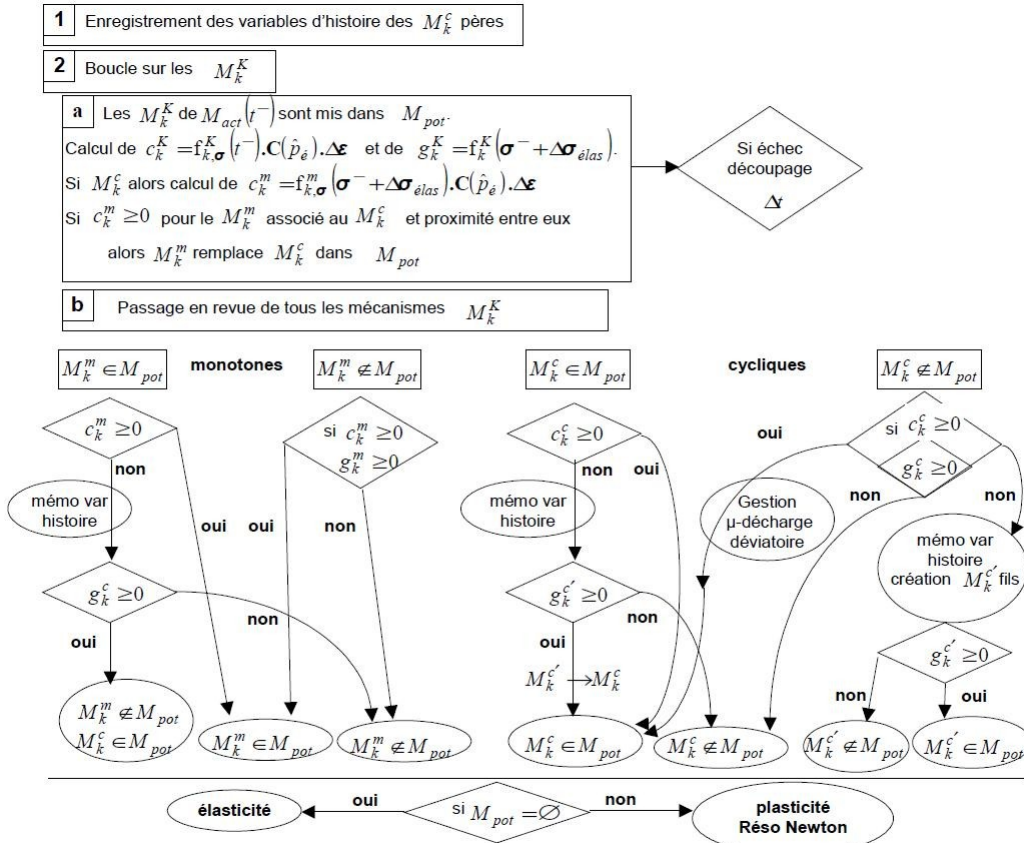 1 Enregistrement des variables d'histoire des M_k^c pères
2 Boucle sur les M_k^K
a Les M_k^K de M_act(t⁻) sont mis dans M_pot.
Calcul de c_k^K = f_{k,σ}^K(t⁻).C(p̂_é).Δε et de g_k^K = f_k^K(σ⁻ + Δσ_élas).
Si M_k^c alors calcul de c_k^m = f_{k,σ}^m(σ⁻ + Δσ_élas).C(p̂_é).Δε
Si c_k^m ≥0 pour le M_k^m associé au M_k^c et proximité entre eux
alors M_k^m remplace M_k^c dans M_pot
Si échec
découpage
Δt
b Passage en revue de tous les mécanismes M_k^K
M_k^m ∈ M_pot
monotones
M_k^m ∉ M_pot
M_k^c ∈ M_pot
cycliques
M_k^c ∉ M_pot
c_k^m ≥0
non
mémo var
histoire
oui
g_k^c ≥0
oui
non
M_k^m ∉ M_pot
M_k^c ∈ M_pot
si c_k^m ≥0
g_k^m ≥0
oui
non
M_k^m ∈ M_pot
M_k^m ∉ M_pot
c_k^c ≥0
non
oui
mémo var
histoire
g_k^c′ ≥0
oui
non
M_k^c′ → M_k^c
M_k^c ∈ M_pot
M_k^c ∉ M_pot
si c_k^c ≥0
g_k^c ≥0
oui
non
non
Gestion
μ-décharge
déviatoire
mémo var
histoire
création M_k^c′ fils
g_k^c′ ≥0
non
oui
M_k^c′ ∉ M_pot
M_k^c′ ∈ M_pot
élasticité
oui
si M_pot =∅
non
plasticité
Réso Newton